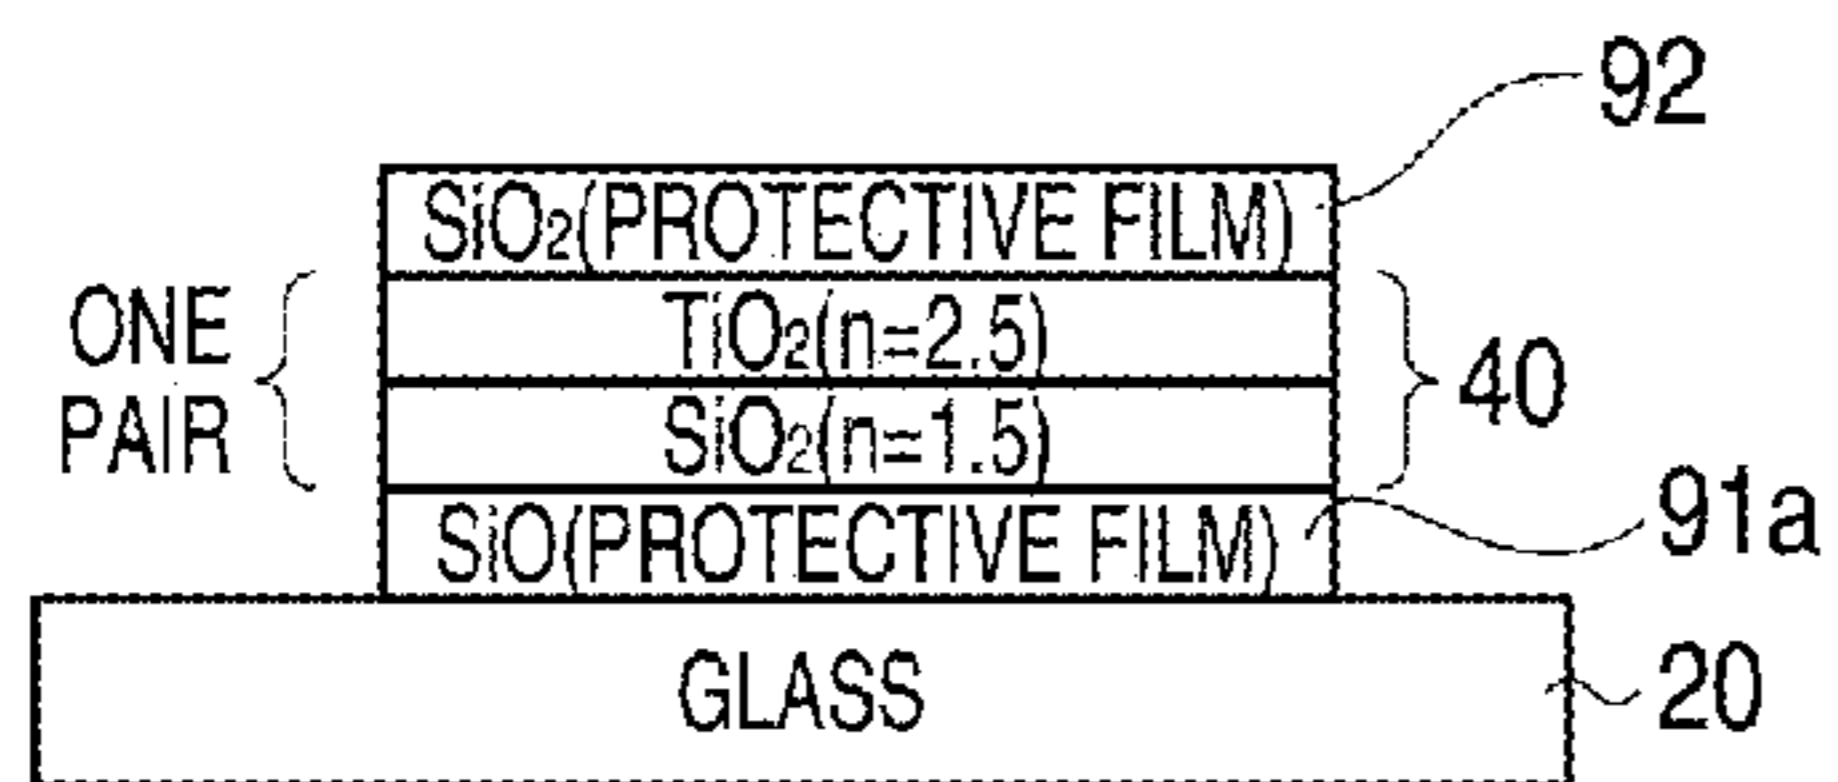 92
SiO₂(PROTECTIVE FILM)
ONE
PAIR
TiO₂(n=2.5)
40
SiO₂(n=1.5)
91a
SiO(PROTECTIVE FILM)
GLASS
20